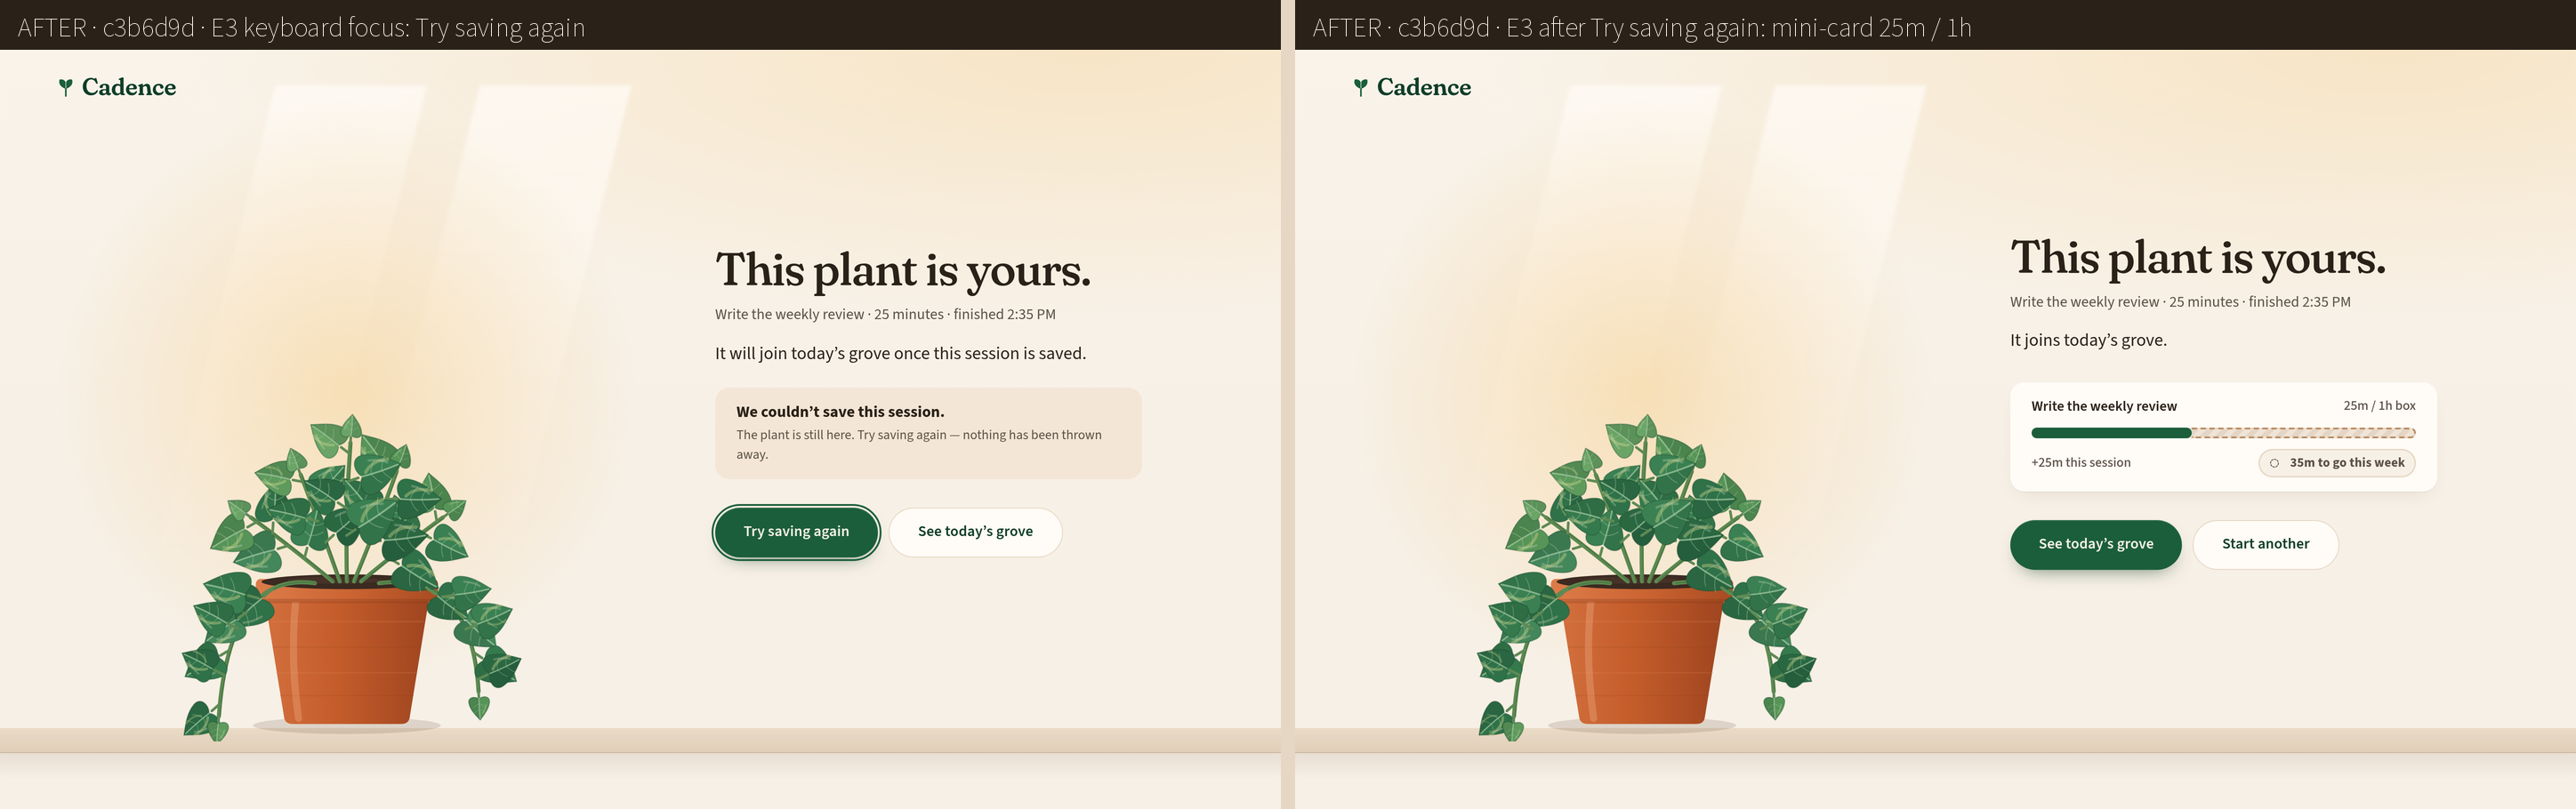 AFTER · c3b6d9d · E3 keyboard focus: Try saving again
Cadence
This plant is yours.
Write the weekly review · 25 minutes · finished 2:35 PM
It will join today’s grove once this session is saved.
We couldn’t save this session.
The plant is still here. Try saving again — nothing has been thrown
away.
Try saving again
See today’s grove
AFTER · c3b6d9d · E3 after Try saving again: mini-card 25m / 1h
Cadence
This plant is yours.
Write the weekly review · 25 minutes · finished 2:35 PM
It joins today’s grove.
Write the weekly review
25m / 1h box
+25m this session
35m to go this week
See today’s grove
Start another